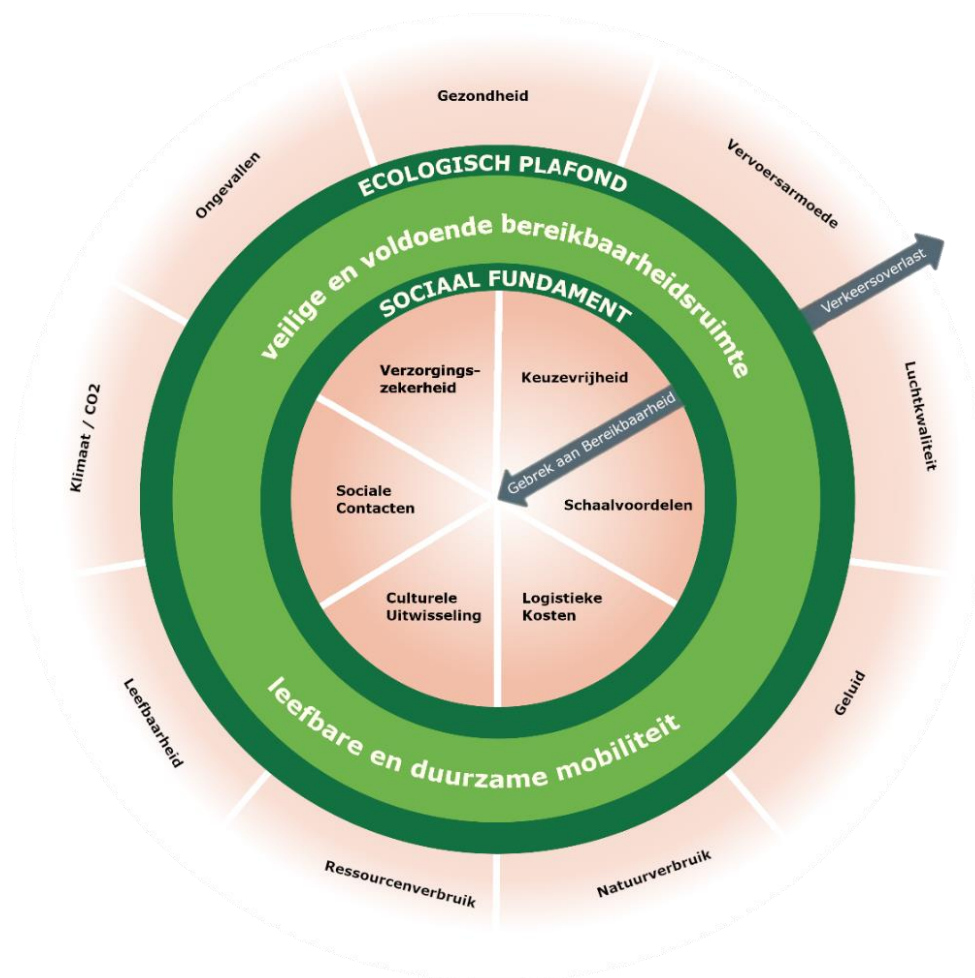 Gezondheid
Vervoersarmoede
Verkeersoverlast
Luchtkwaliteit
Geluid
Natuurverbruik
Ressourcenverbruik
Leefbaarheid
Klimaat / CO2
Ongevallen
ECOLOGISCH PLAFOND
veilige en voldoende bereikbaarheidsruimte
SOCIAAL FUNDAMENT
Verzorgings-
zekerheid
Keuzevrijheid
Gebrek aan Bereikbaarheid
Sociale
Contacten
Schaalvoordelen
Culturele
Uitwisseling
Logistieke
Kosten
leefbare en duurzame mobiliteit